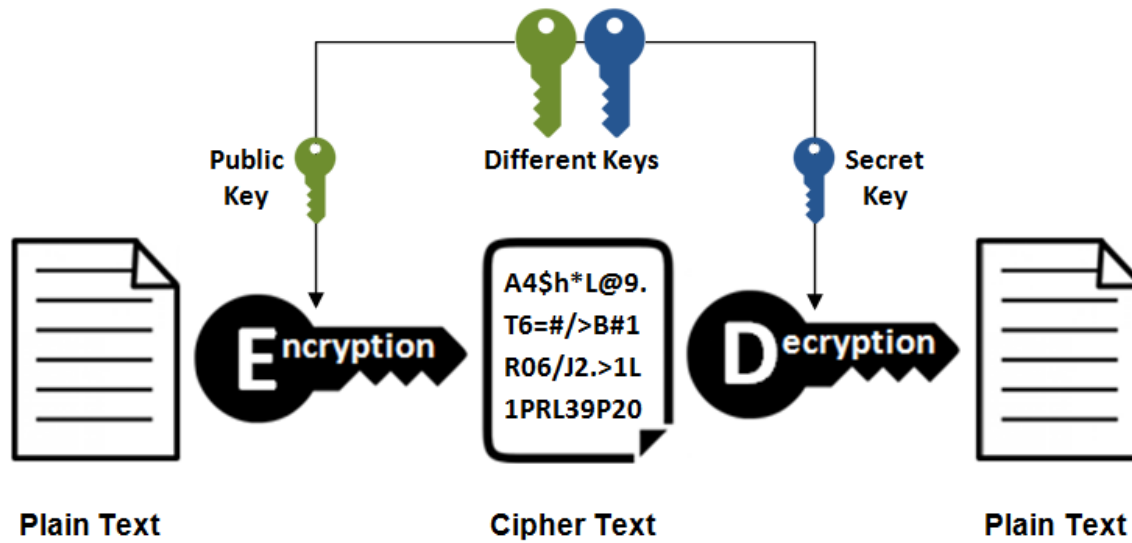 Different Keys
Public
Key
Secret
Key
Encryption
A4$h*L@9.
T6=#/>B#1
R06/J2.>1L
1PRL39P20
Decryption
Plain Text
Cipher Text
Plain Text